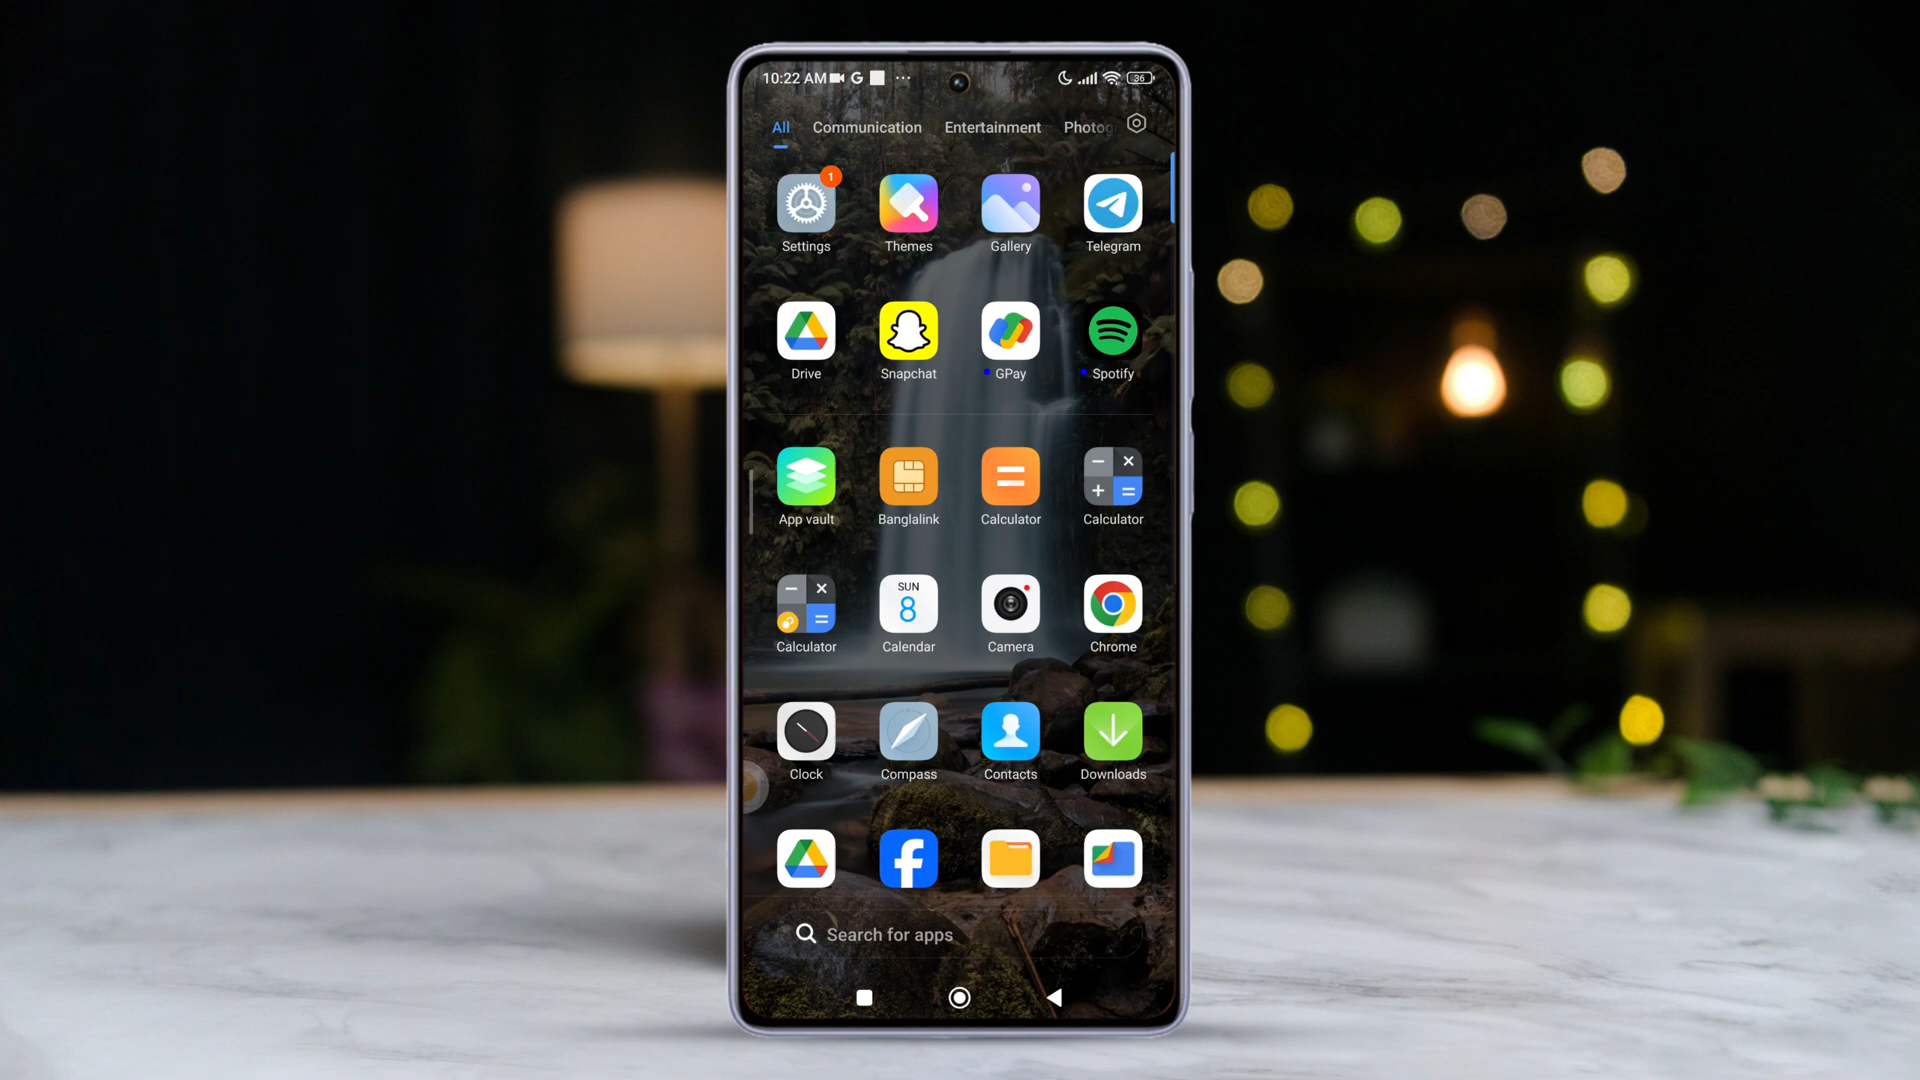 10:22 AM G ... 36
All Communication Entertainment Photog
1
Settings Themes Gallery Telegram
Drive Snapchat GPay Spotify
App vault Banglalink Calculator Calculator
SUN
8
Calculator Calendar Camera Chrome
Clock Compass Contacts Downloads
Search for apps